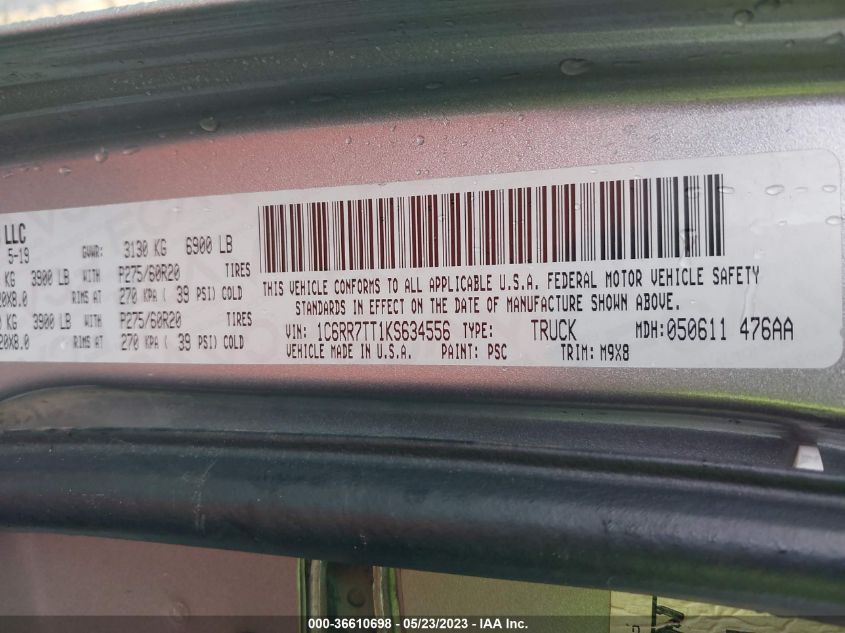 LLC
5-19 GVWR: 3130 KG 6900 LB
KG 3900 LB WITH P275/60R20 TIRES
20X8.0 RIMS AT 270 KPA ( 39 PSI) COLD
KG 3900 LB WITH P275/60R20 TIRES
20X8.0 RIMS AT 270 KPA ( 39 PSI) COLD
THIS VEHICLE CONFORMS TO ALL APPLICABLE U.S.A. FEDERAL MOTOR VEHICLE SAFETY
STANDARDS IN EFFECT ON THE DATE OF MANUFACTURE SHOWN ABOVE.
VIN: 1C6RR7TT1KS634556 TYPE: TRUCK MDH:050611 476AA
VEHICLE MADE IN U.S.A. PAINT: PSC TRIM: M9X8
000-36610698 - 05/23/2023 - IAA Inc.